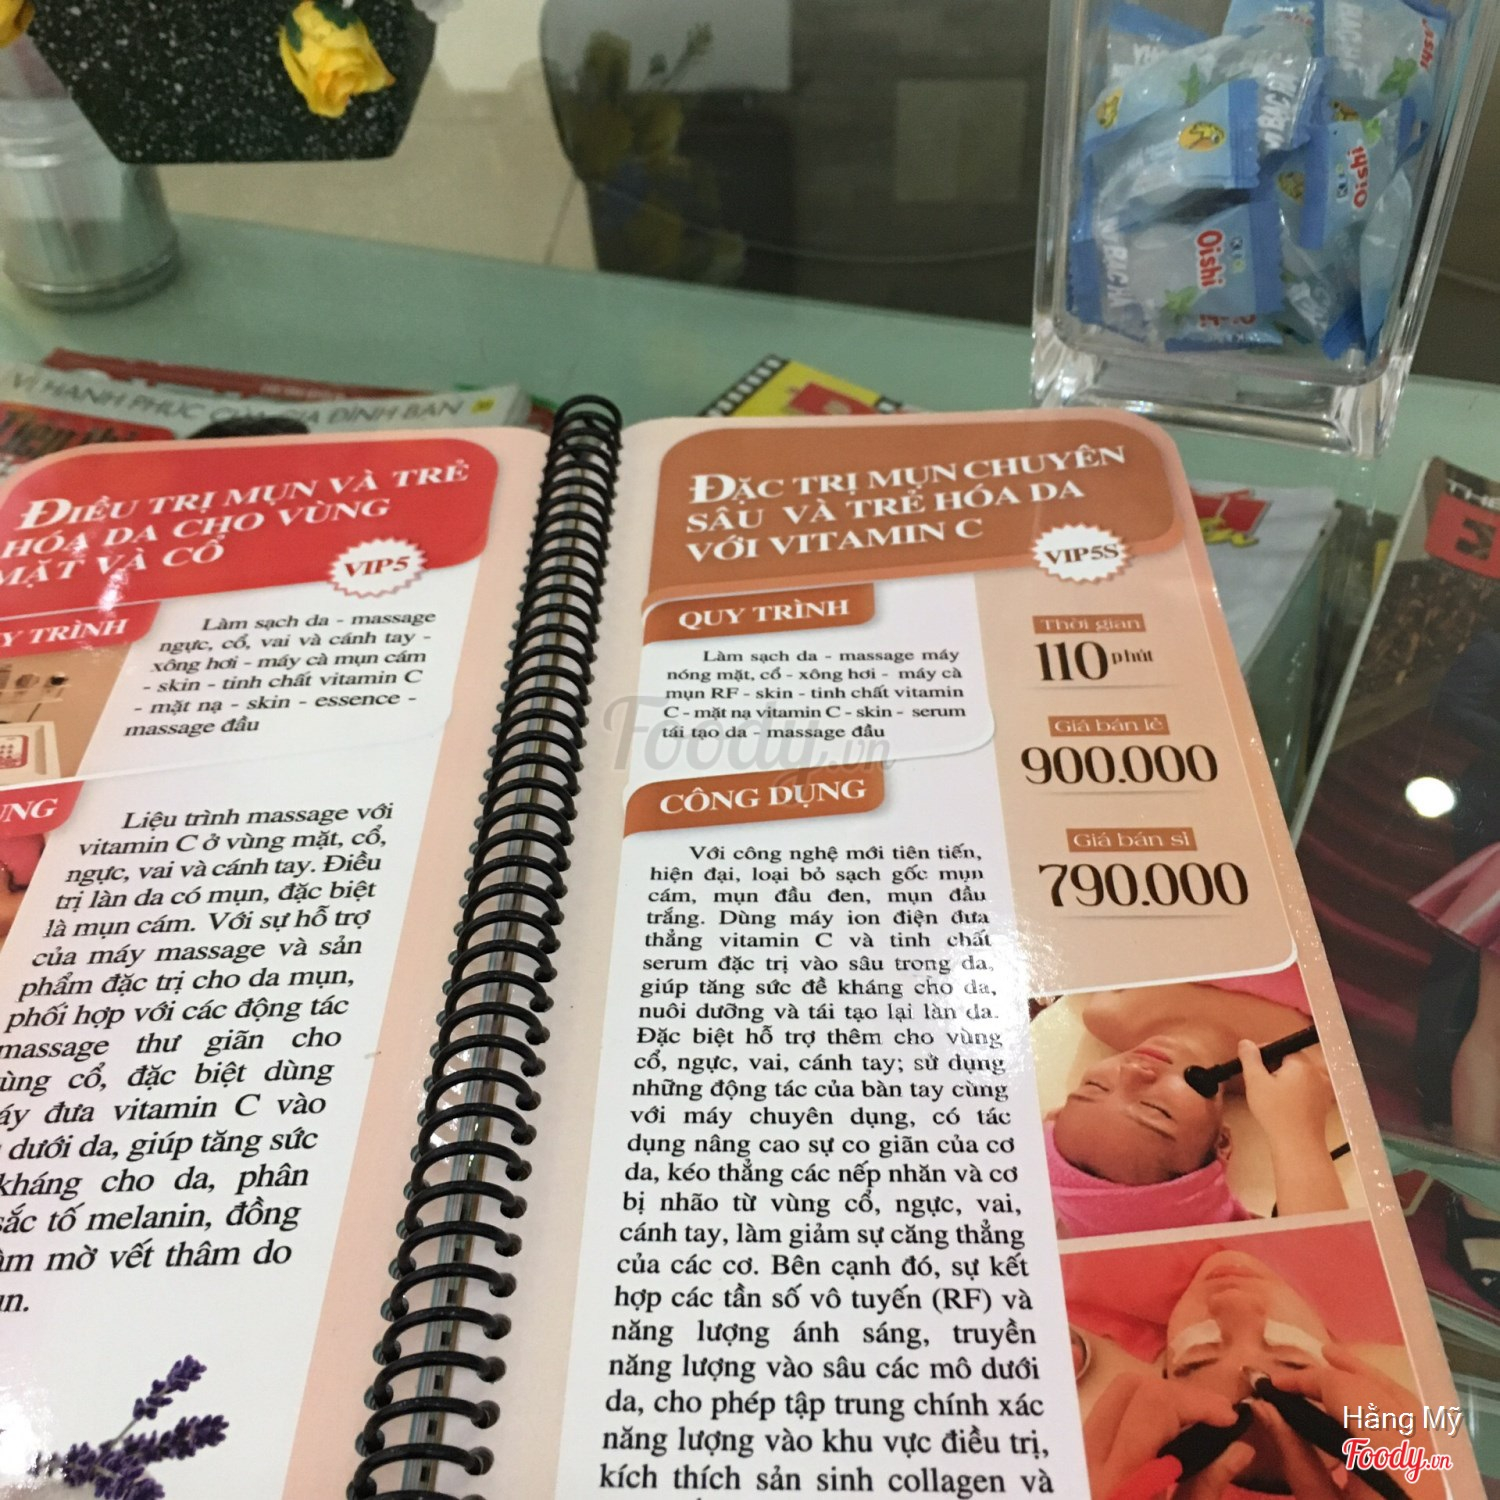 BẠC HÀ
Oishi
Oishi
VÌ HẠNH PHÚC CỦA GIA ĐÌNH BẠN
ĐIỀU TRỊ MỤN VÀ TRẺ
HÓA DA CHO VÙNG
MẶT VÀ CỔ
VIP5
Y TRÌNH
Làm sạch da - massage
ngực, cổ, vai và cánh tay -
xông hơi - máy cà mụn cám
- skin - tinh chất vitamin C
- mặt nạ - skin - essence -
massage đầu
UNG
Liệu trình massage với
vitamin C ở vùng mặt, cổ,
ngực, vai và cánh tay. Điều
trị làn da có mụn, đặc biệt
là mụn cám. Với sự hỗ trợ
của máy massage và sản
phẩm đặc trị cho da mụn,
phối hợp với các động tác
massage thư giãn cho
ùng cổ, đặc biệt dùng
áy đưa vitamin C vào
dưới da, giúp tăng sức
kháng cho da, phân
sắc tố melanin, đồng
àm mờ vết thâm do
ụn.
ĐẶC TRỊ MỤN CHUYÊN
SÂU VÀ TRẺ HÓA DA
VỚI VITAMIN C
VIP5S
QUY TRÌNH
Làm sạch da - massage máy
nóng mặt, cổ - xông hơi - máy cà
mụn RF - skin - tinh chất vitamin
C - mặt nạ vitamin C - skin - serum
tái tạo da - massage đầu
Thời gian
110 phút
Giá bán lẻ
900.000
Giá bán sỉ
790.000
CÔNG DỤNG
Với công nghệ mới tiên tiến,
hiện đại, loại bỏ sạch gốc mụn
cám, mụn đầu đen, mụn đầu
trắng. Dùng máy ion điện đưa
thẳng vitamin C và tinh chất
serum đặc trị vào sâu trong da,
giúp tăng sức đề kháng cho da,
nuôi dưỡng và tái tạo lại làn da.
Đặc biệt hỗ trợ thêm cho vùng
cổ, ngực, vai, cánh tay; sử dụng
những động tác của bàn tay cùng
với máy chuyên dụng, có tác
dụng nâng cao sự co giãn của cơ
da, kéo thẳng các nếp nhăn và cơ
bị nhão từ vùng cổ, ngực, vai,
cánh tay, làm giảm sự căng thẳng
của các cơ. Bên cạnh đó, sự kết
hợp các tần số vô tuyến (RF) và
năng lượng ánh sáng, truyền
năng lượng vào sâu các mô dưới
da, cho phép tập trung chính xác
năng lượng vào khu vực điều trị,
kích thích sản sinh collagen và
Foody.vn
Hằng Mỹ
Foody.vn